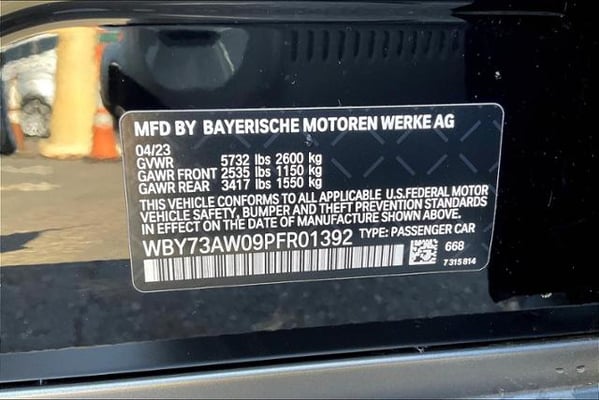 MFD BY BAYERISCHE MOTOREN WERKE AG
04/23
GVWR 5732 lbs 2600 kg
GAWR FRONT 2535 lbs 1150 kg
GAWR REAR 3417 lbs 1550 kg
THIS VEHICLE CONFORMS TO ALL APPLICABLE U.S.FEDERAL MOTOR
VEHICLE SAFETY, BUMPER AND THEFT PREVENTION STANDARDS
IN EFFECT ON THE DATE OF MANUFACTURE SHOWN ABOVE.
WBY73AW09PFR01392 TYPE: PASSENGER CAR
668
7 315 814